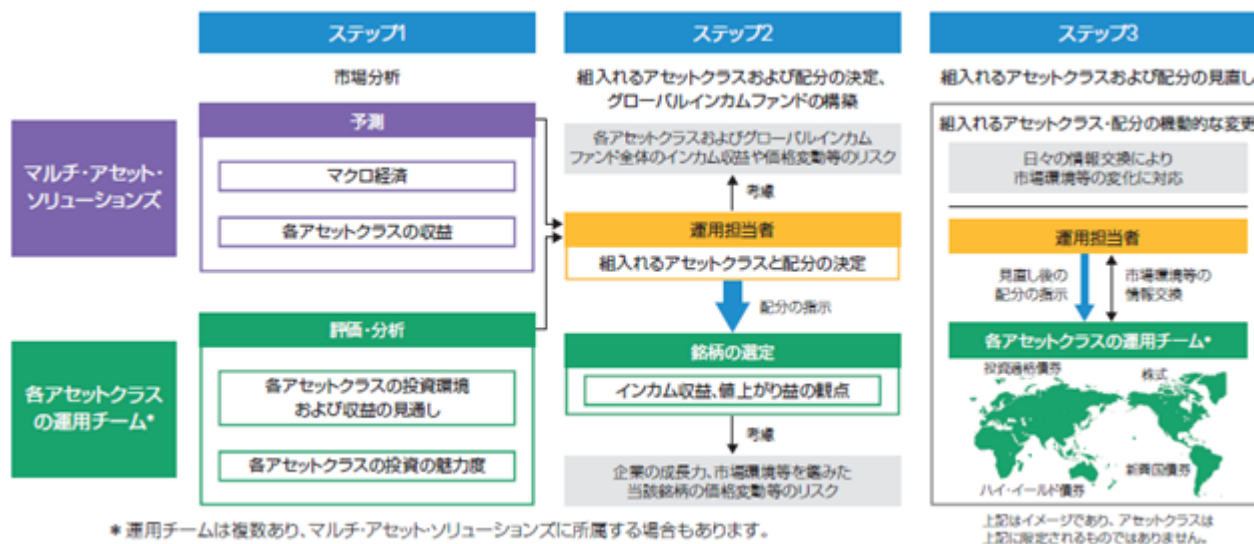 ステップ1
ステップ2
ステップ3
市場分析
組入れるアセットクラスおよび配分の決定、
グローバルインカムファンドの構築
組入れるアセットクラスおよび配分の見直し
マルチ・アセット・
ソリューションズ
予測
マクロ経済
各アセットクラスの収益
各アセットクラス
の運用チーム*
評価・分析
各アセットクラスの投資環境
および収益の見通し
各アセットクラスの投資の魅力度
各アセットクラスおよびグローバルインカム
ファンド全体のインカム収益や価格変動等のリスク
考慮
運用担当者
組入れるアセットクラスと配分の決定
配分の指示
銘柄の選定
インカム収益、値上がり益の観点
考慮
企業の成長力、市場環境等を鑑みた
当該銘柄の価格変動等のリスク
組入れるアセットクラス・配分の機動的な変更
日々の情報交換により
市場環境等の変化に対応
運用担当者
見直し後の
配分の指示
市場環境等の
情報交換
各アセットクラスの運用チーム*
投資適格債券
株式
新興国債券
ハイ・イールド債券
上記はイメージであり、アセットクラスは
上記に限定されるものではありません。
* 運用チームは複数あり、マルチ・アセット・ソリューションズに所属する場合もあります。